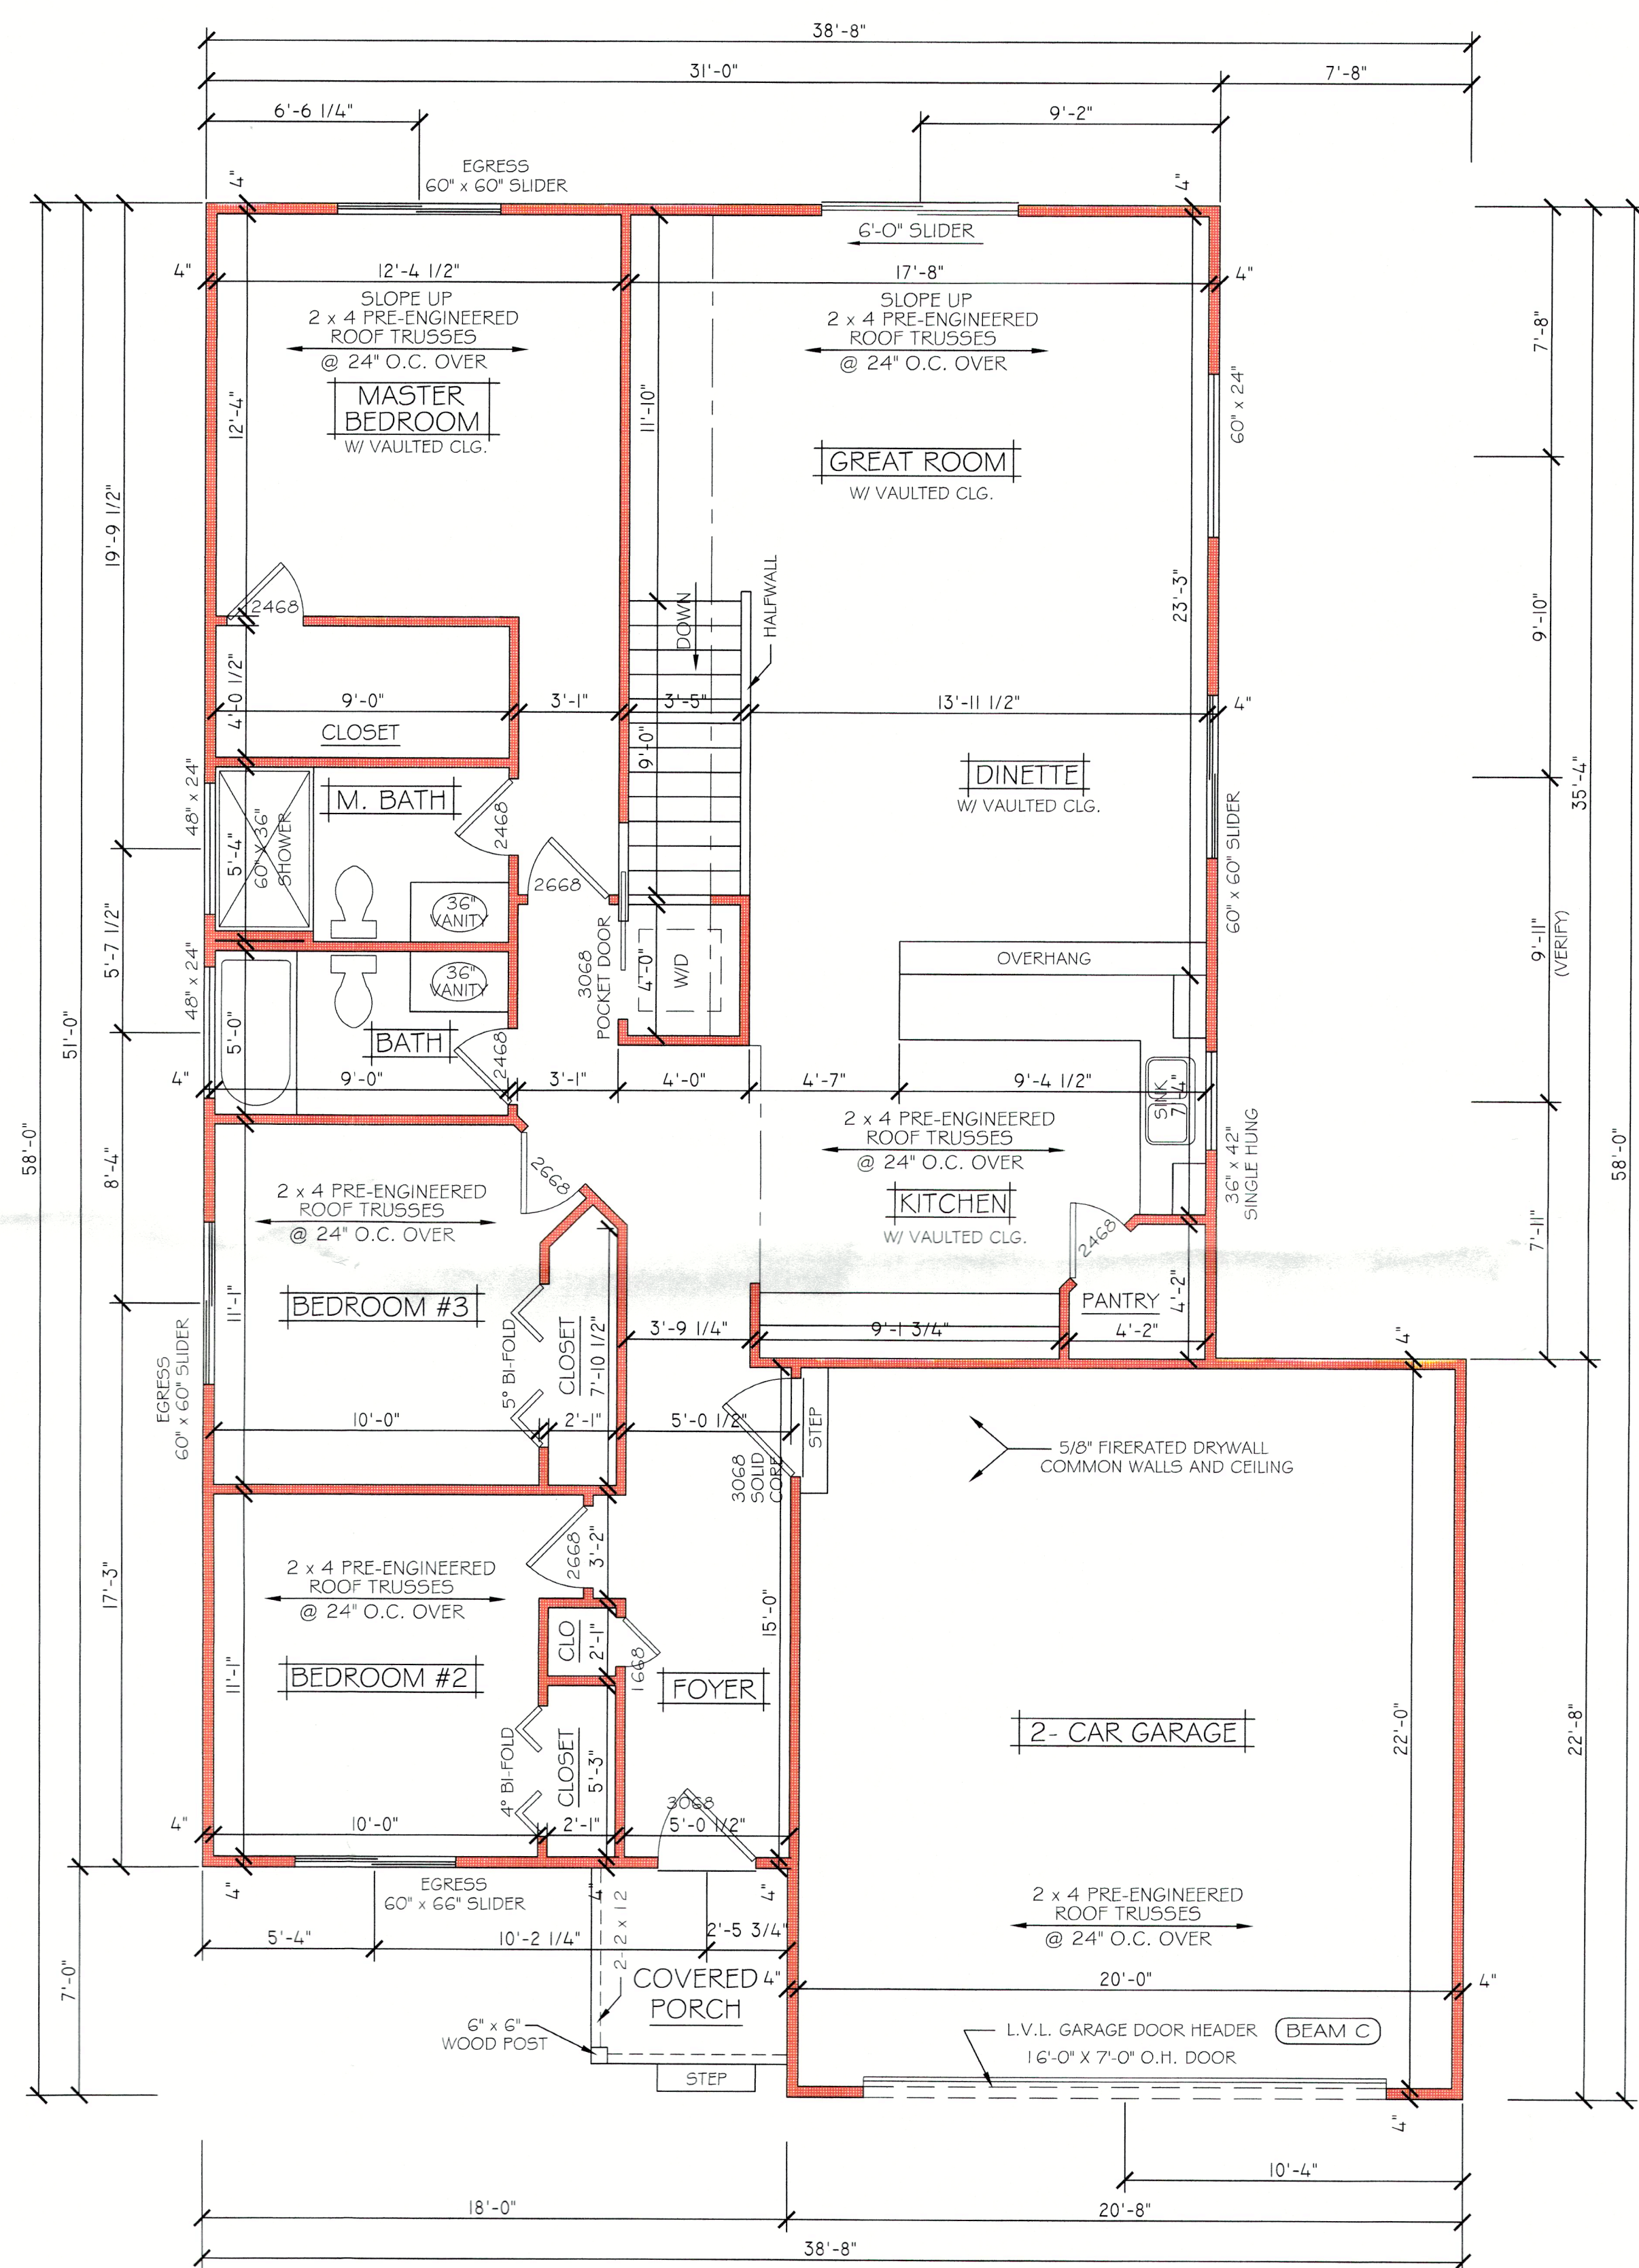 38'-8"
31'-0"
7'-8"
6'-6 1/4"
9'-2"
EGRESS
60" x 60" SLIDER
4"
4"
6'-0" SLIDER
4"
12'-4 1/2"
17'-8"
4"
SLOPE UP
2 x 4 PRE-ENGINEERED
ROOF TRUSSES
@ 24" O.C. OVER
SLOPE UP
2 x 4 PRE-ENGINEERED
ROOF TRUSSES
@ 24" O.C. OVER
7'-8"
MASTER
BEDROOM
W/ VAULTED CLG.
12'-4"
11'-10"
60" x 24"
GREAT ROOM
W/ VAULTED CLG.
19'-9 1/2"
2468
DOWN
HALFWALL
23'-3"
9'-10"
4'-0 1/2"
9'-0"
3'-1"
3'-5"
13'-11 1/2"
4"
CLOSET
9'-0"
DINETTE
W/ VAULTED CLG.
35'-4"
48" x 24"
M. BATH
2468
5'-4"
60" X 36"
SHOWER
60" x 60" SLIDER
2668
36"
VANITY
5'-7 1/2"
9'-11"
(VERIFY)
48" x 24"
36"
VANITY
3068
POCKET DOOR
4'-0"
W/D
OVERHANG
51'-0"
5'-0"
BATH
2468
4"
9'-0"
3'-1"
4'-0"
4'-7"
9'-4 1/2"
SINK
7'-4"
58'-0"
8'-4"
2 x 4 PRE-ENGINEERED
ROOF TRUSSES
@ 24" O.C. OVER
36" x 42"
SINGLE HUNG
58'-0"
2668
2 x 4 PRE-ENGINEERED
ROOF TRUSSES
@ 24" O.C. OVER
KITCHEN
W/ VAULTED CLG.
2468
7'-11"
BEDROOM #3
11'-1"
PANTRY
4'-2"
EGRESS
60" x 60" SLIDER
5° BI-FOLD
CLOSET
7'-10 1/2"
3'-9 1/4"
9'-1 3/4"
4'-2"
4"
10'-0"
2'-1"
5'-0 1/2"
STEP
3068
SOLID
CORE
5/8" FIRERATED DRYWALL
COMMON WALLS AND CEILING
17'-3"
2 x 4 PRE-ENGINEERED
ROOF TRUSSES
@ 24" O.C. OVER
2668
3'-2"
15'-0"
CLO
2'-1"
1668
BEDROOM #2
11'-1"
FOYER
2- CAR GARAGE
22'-0"
22'-8"
4° BI-FOLD
CLOSET
5'-3"
3068
4"
10'-0"
2'-1"
5'-0 1/2"
4"
EGRESS
60" x 66" SLIDER
4"
2-2 x 12
4"
5'-4"
10'-2 1/4"
2'-5 3/4"
2 x 4 PRE-ENGINEERED
ROOF TRUSSES
@ 24" O.C. OVER
7'-0"
COVERED
PORCH
4"
20'-0"
4"
6" x 6"
WOOD POST
L.V.L. GARAGE DOOR HEADER
BEAM C
16'-0" X 7'-0" O.H. DOOR
STEP
4"
10'-4"
18'-0"
20'-8"
38'-8"